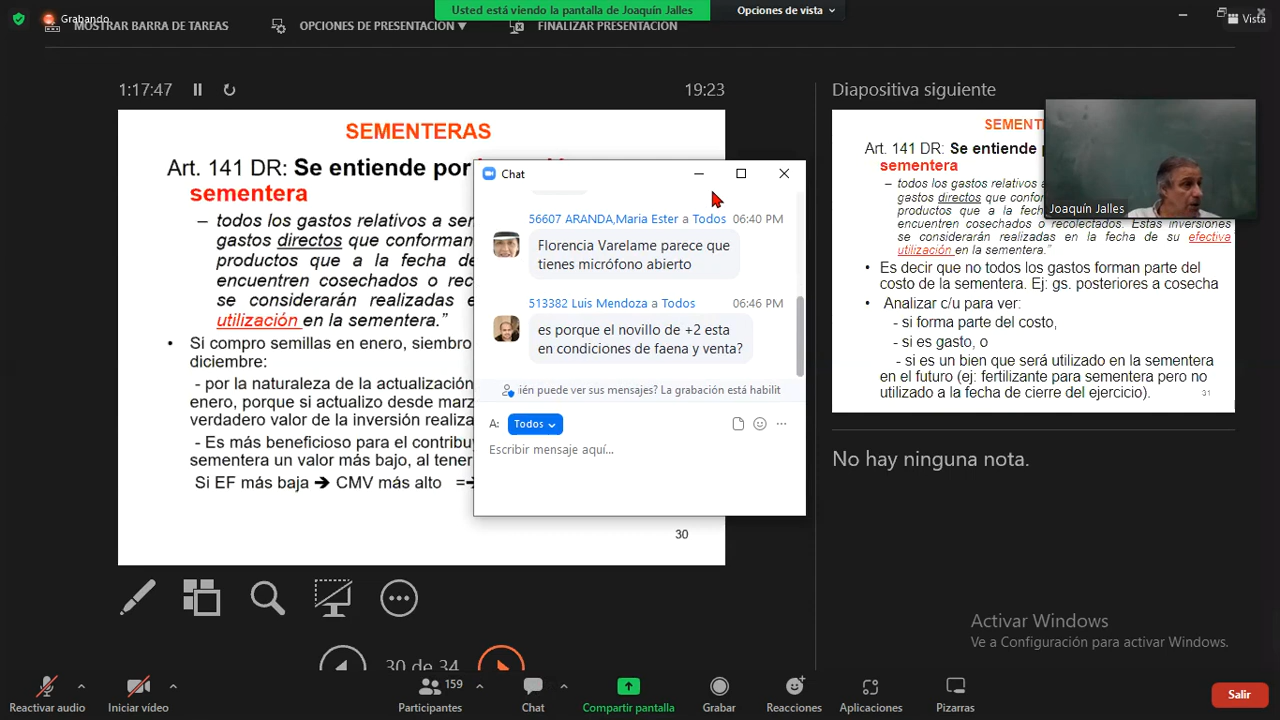 Grabando
Usted está viendo la pantalla de Joaquín Jalles
Opciones de vista
Vista
MOSTRAR BARRA DE TAREAS
OPCIONES DE PRESENTACIÓN
FINALIZAR PRESENTACIÓN
1:17:47
19:23
SEMENTERAS
Art. 141 DR: Se entiende por
sementera
– todos los gastos relativos a
gastos directos que conforman
productos que a la fecha de
encuentren cosechados o
se considerarán realizadas
utilización en la sementera.”
• Si compro semillas en enero, siembro
diciembre:
- por la naturaleza de la actualización
enero, porque si actualizo desde
verdadero valor de la inversión
- Es más beneficioso para el
sementera un valor más bajo, al
Si EF más baja ➔ CMV más alto =➔
30
Chat
56607 ARANDA,Maria Ester a Todos 06:40 PM
Florencia Varelame parece que
tienes micrófono abierto
513382 Luis Mendoza a Todos 06:46 PM
es porque el novillo de +2 esta
en condiciones de faena y venta?
ién puede ver sus mensajes? La grabación está habilit
A: Todos
Escribir mensaje aquí...
Diapositiva siguiente
Art. 141 DR: Se entiende
sementera
todos los gastos relativos
gastos directos que
productos que a la
encuentren cosechados o recolectados. Estas inversiones
se considerarán realizadas en la fecha de su efectiva
utilización en la sementera.”
• Es decir que no todos los gastos forman parte del
costo de la sementera. Ej: gs. posteriores a cosecha
• Analizar c/u para ver:
- si forma parte del costo,
- si es gasto, o
- si es un bien que será utilizado en la sementera
en el futuro (ej: fertilizante para sementera pero no
utilizado a la fecha de cierre del ejercicio).
31
Joaquín Jalles
No hay ninguna nota.
Activar Windows
Ve a Configuración para activar Windows.
30 de 34
Reactivar audio
Iniciar vídeo
Participantes
159
Chat
Compartir pantalla
Grabar
Reacciones
Aplicaciones
Pizarras
Salir